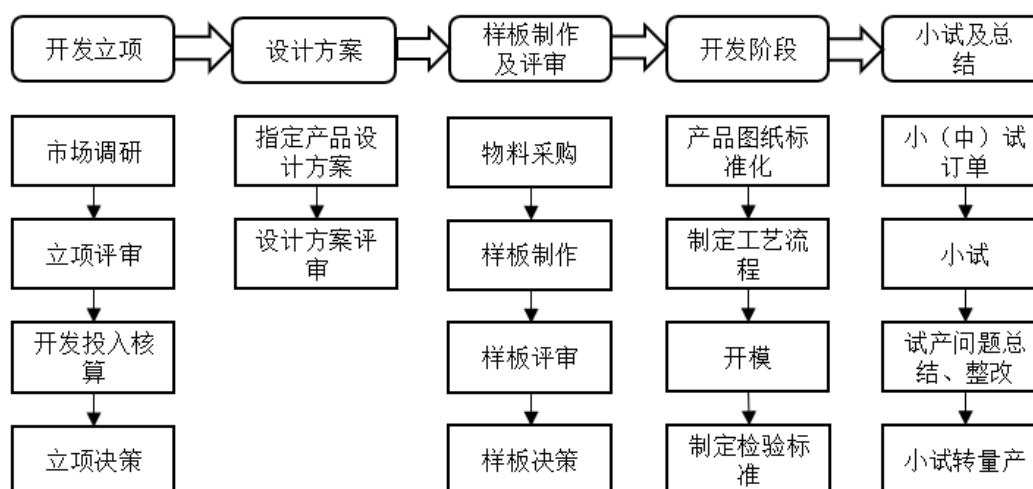 开发立项
设计方案
样板制作
及评审
开发阶段
小试及总
结
市场调研
立项评审
开发投入核
算
立项决策
指定产品设
计方案
设计方案评
审
物料采购
样板制作
样板评审
样板决策
产品图纸标
准化
制定工艺流
程
开模
制定检验标
准
小（中）试
订单
小试
试产问题总
结、整改
小试转量产